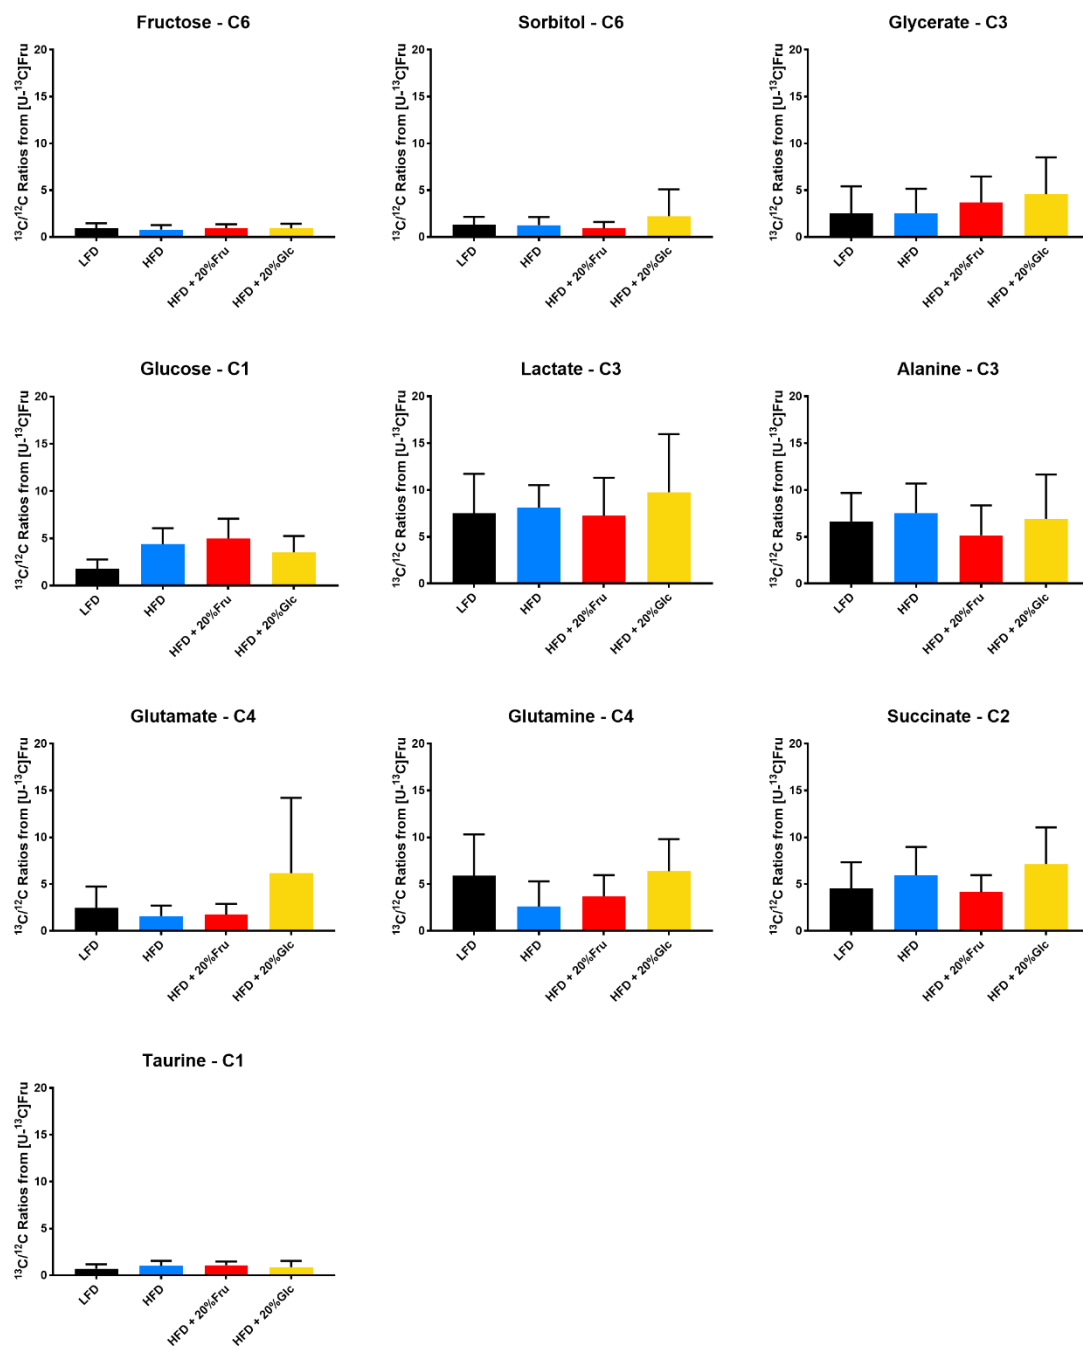 Fructose - C6
¹³C/¹²C Ratios from [U-¹³C]Fru
20
15
10
5
0
LFD
HFD
HFD + 20%Fru
HFD + 20%Glc
Sorbitol - C6
¹³C/¹²C Ratios from [U-¹³C]Fru
20
15
10
5
0
LFD
HFD
HFD + 20%Fru
HFD + 20%Glc
Glycerate - C3
¹³C/¹²C Ratios from [U-¹³C]Fru
20
15
10
5
0
LFD
HFD
HFD + 20%Fru
HFD + 20%Glc
Glucose - C1
¹³C/¹²C Ratios from [U-¹³C]Fru
20
15
10
5
0
LFD
HFD
HFD + 20%Fru
HFD + 20%Glc
Lactate - C3
¹³C/¹²C Ratios from [U-¹³C]Fru
20
15
10
5
0
LFD
HFD
HFD + 20%Fru
HFD + 20%Glc
Alanine - C3
¹³C/¹²C Ratios from [U-¹³C]Fru
20
15
10
5
0
LFD
HFD
HFD + 20%Fru
HFD + 20%Glc
Glutamate - C4
¹³C/¹²C Ratios from [U-¹³C]Fru
20
15
10
5
0
LFD
HFD
HFD + 20%Fru
HFD + 20%Glc
Glutamine - C4
¹³C/¹²C Ratios from [U-¹³C]Fru
20
15
10
5
0
LFD
HFD
HFD + 20%Fru
HFD + 20%Glc
Succinate - C2
¹³C/¹²C Ratios from [U-¹³C]Fru
20
15
10
5
0
LFD
HFD
HFD + 20%Fru
HFD + 20%Glc
Taurine - C1
¹³C/¹²C Ratios from [U-¹³C]Fru
20
15
10
5
0
LFD
HFD
HFD + 20%Fru
HFD + 20%Glc